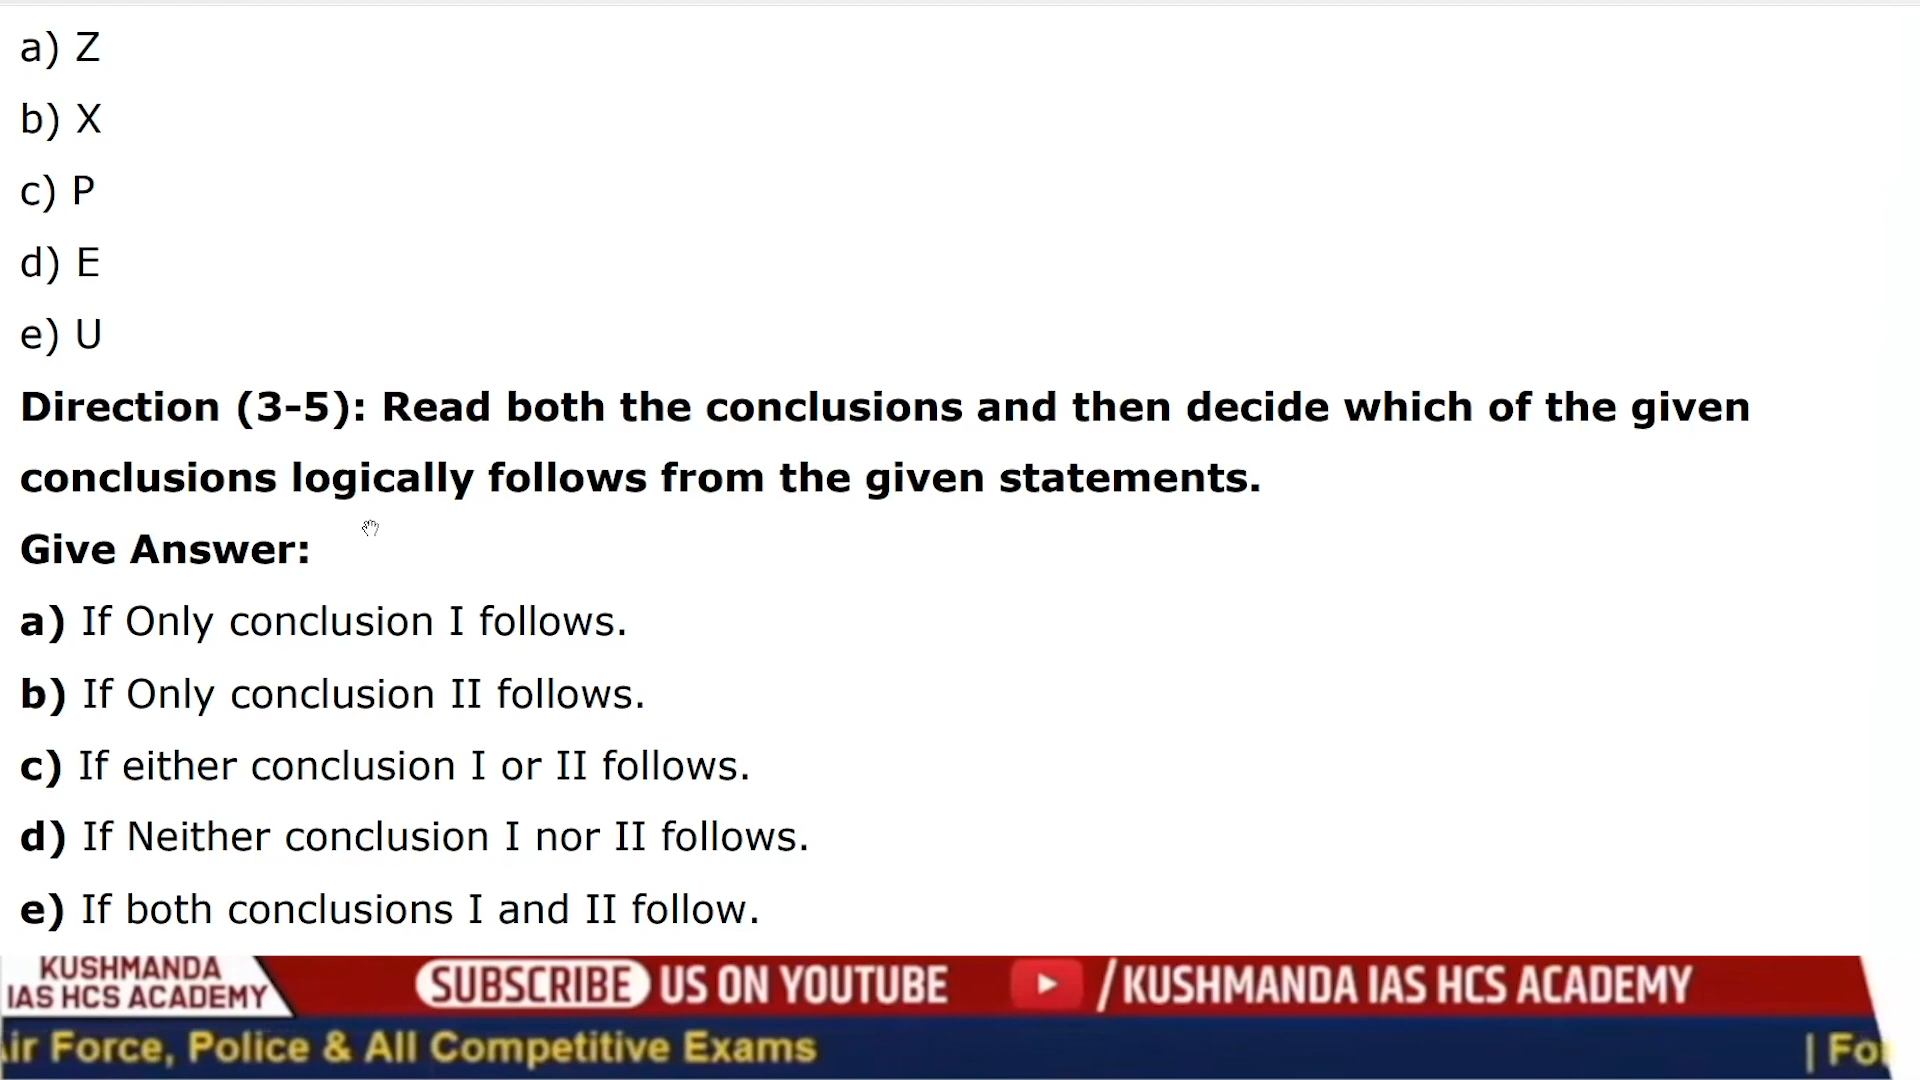 a) Z
b) X
c) P
d) E
e) U
Direction (3-5): Read both the conclusions and then decide which of the given
conclusions logically follows from the given statements.
Give Answer:
a) If Only conclusion I follows.
b) If Only conclusion II follows.
c) If either conclusion I or II follows.
d) If Neither conclusion I nor II follows.
e) If both conclusions I and II follow.
KUSHMANDA
IAS HCS ACADEMY
SUBSCRIBE US ON YOUTUBE /KUSHMANDA IAS HCS ACADEMY
Force, Police & All Competitive Exams |